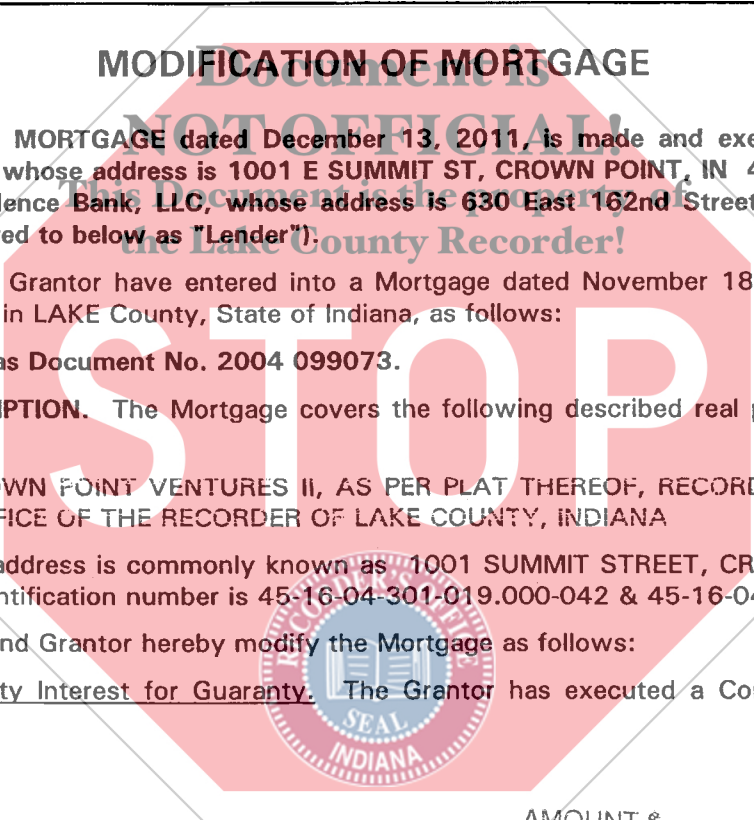 MODIFICATION OF MORTGAGE
Document is
NOT OFFICIAL!
This Document is the property of
the Lake County Recorder!
MORTGAGE dated December 13, 2011, is made and exe
whose address is 1001 E SUMMIT ST, CROWN POINT, IN 4
lence Bank, LLC, whose address is 630 East 162nd Street
ed to below as "Lender").
Grantor have entered into a Mortgage dated November 18
in LAKE County, State of Indiana, as follows:
as Document No. 2004 099073.
IPTION. The Mortgage covers the following described real p
STOP
OWN POINT VENTURES II, AS PER PLAT THEREOF, RECORD
FICE OF THE RECORDER OF LAKE COUNTY, INDIANA
address is commonly known as 1001 SUMMIT STREET, CR
ntification number is 45-16-04-301-019.000-042 & 45-16-04
nd Grantor hereby modify the Mortgage as follows:
ty Interest for Guaranty. The Grantor has executed a Co
RECORDER'S OFFICE
SEAL
INDIANA
AMOUNT &